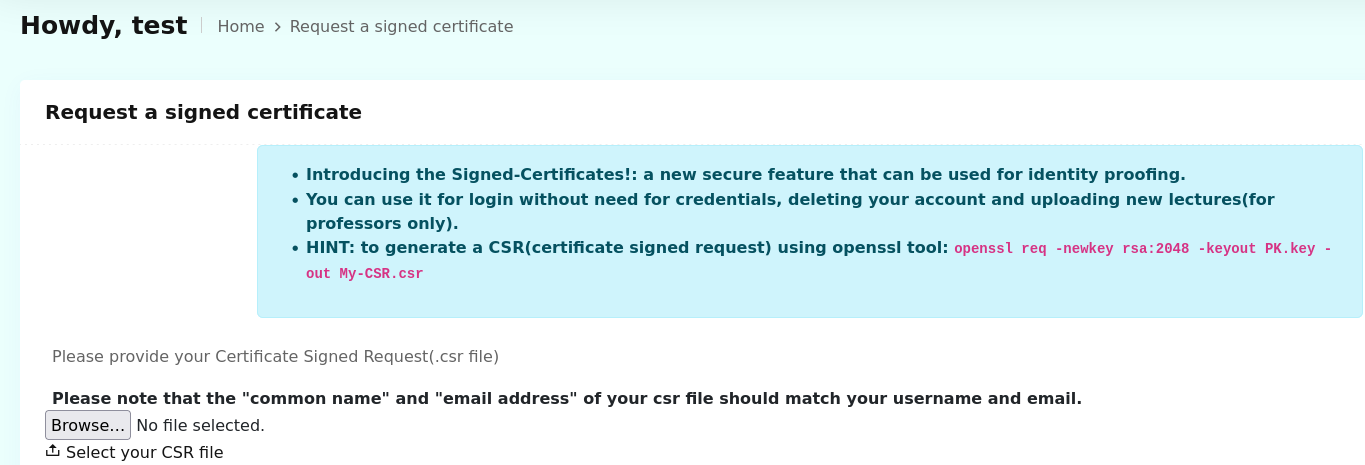 Howdy, test
Home > Request a signed certificate
Request a signed certificate
• Introducing the Signed-Certificates!: a new secure feature that can be used for identity proofing.
• You can use it for login without need for credentials, deleting your account and uploading new lectures(for
professors only).
• HINT: to generate a CSR(certificate signed request) using openssl tool: openssl req -newkey rsa:2048 -keyout PK.key -
out My-CSR.csr
Please provide your Certificate Signed Request(.csr file)
Please note that the "common name" and "email address" of your csr file should match your username and email.
Browse... No file selected.
Select your CSR file